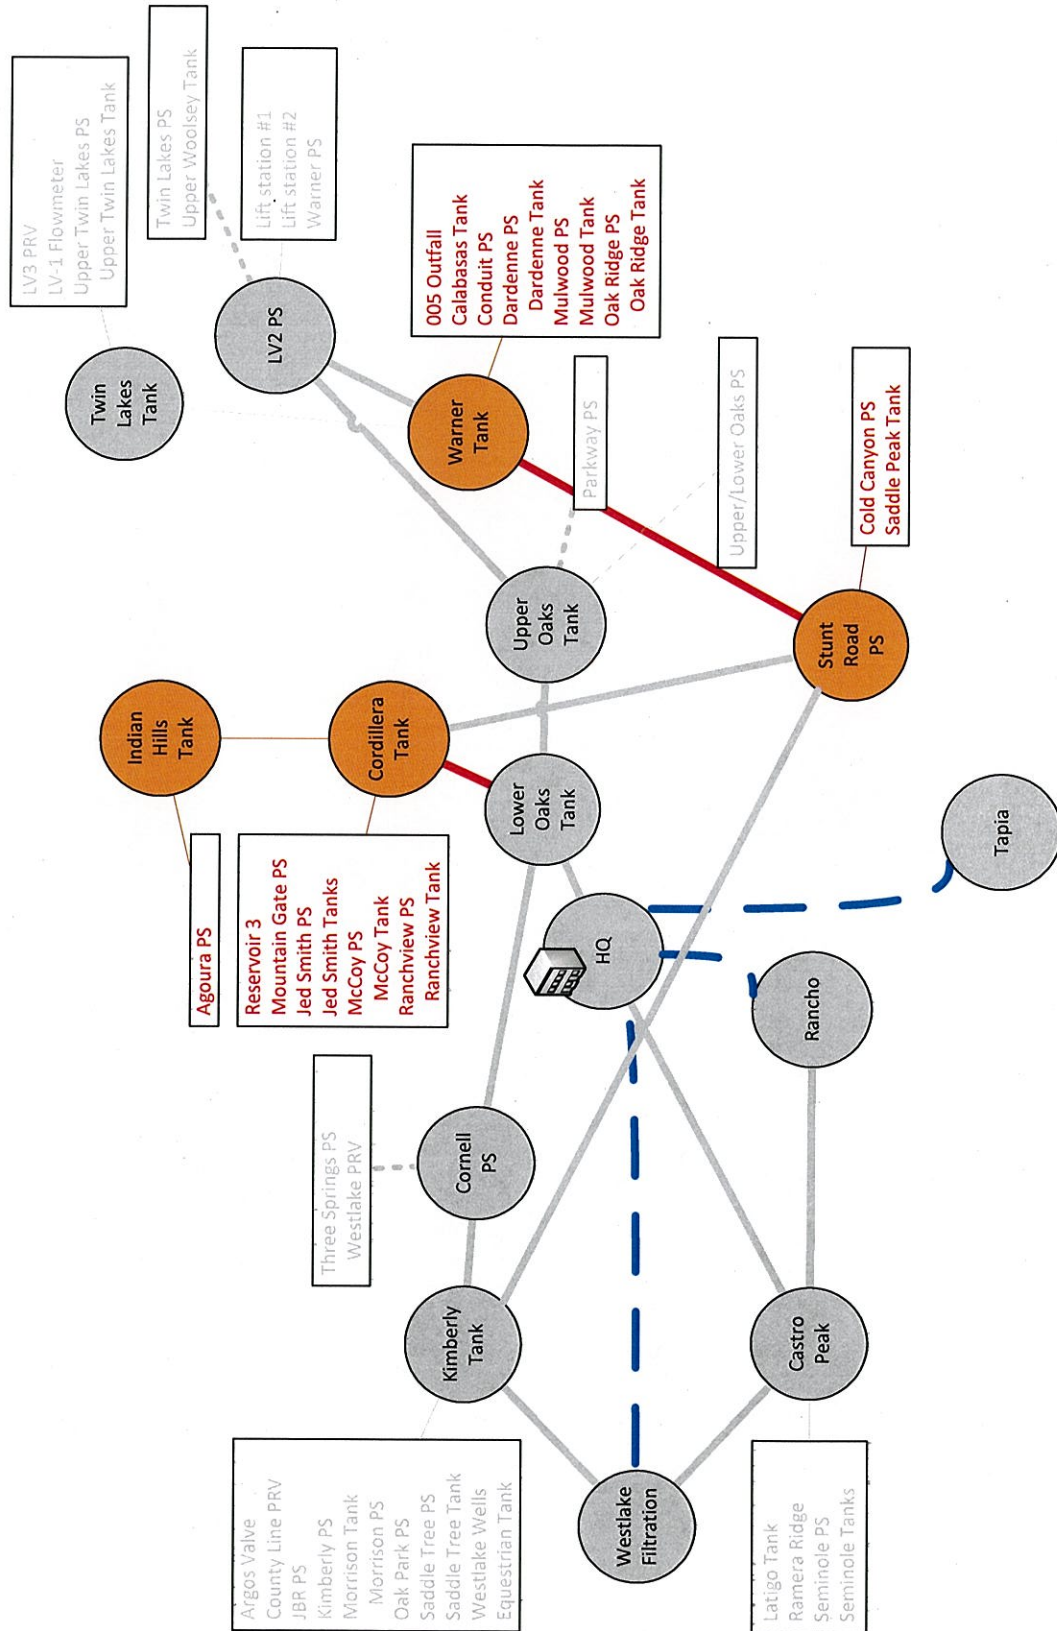 LV3 PRV
LV-1 Flowmeter
Upper Twin Lakes PS
Upper Twin Lakes Tank
Twin Lakes PS
Upper Woolsey Tank
Lift station #1
Lift station #2
Warner PS
Twin
Lakes
Tank
LV2 PS
005 Outfall
Calabasas Tank
Conduit PS
Dardenne PS
Dardenne Tank
Mulwood PS
Mulwood Tank
Oak Ridge PS
Oak Ridge Tank
Warner
Tank
Parkway PS
Upper/Lower Oaks PS
Cold Canyon PS
Saddle Peak Tank
Indian
Hills
Tank
Cordillera
Tank
Upper
Oaks
Tank
Stunt
Road
PS
Lower
Oaks
Tank
Agoura PS
Reservoir 3
Mountain Gate PS
Jed Smith PS
Jed Smith Tanks
McCoy PS
McCoy Tank
Ranchview PS
Ranchview Tank
HQ
Tapia
Rancho
Three Springs PS
Westlake PRV
Cornell
PS
Kimberly
Tank
Castro
Peak
Westlake
Filtration
Argos Valve
County Line PRV
JBR PS
Kimberly PS
Morrison Tank
Morrison PS
Oak Park PS
Saddle Tree PS
Saddle Tree Tank
Westlake Wells
Equestrian Tank
Latigo Tank
Ramera Ridge
Seminole PS
Seminole Tanks